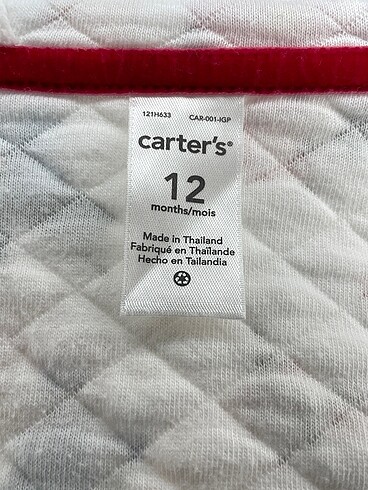 121H633 CAR-001-IGP
carter's®
12
months/mois
Made in Thailand
Fabriqué en Thaïlande
Hecho en Tailandia